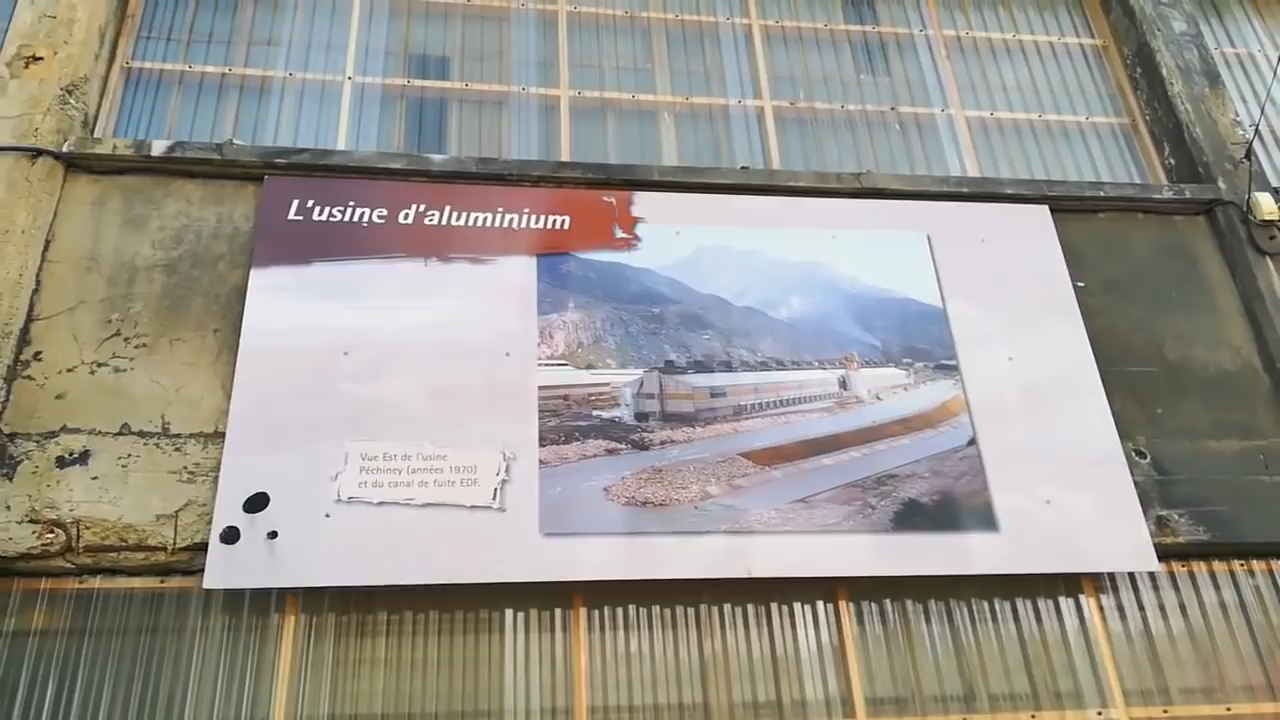 L'usine d'aluminium
Vue Est de l'usine
Péchiney (années 1970)
et du canal de fuite EDF.